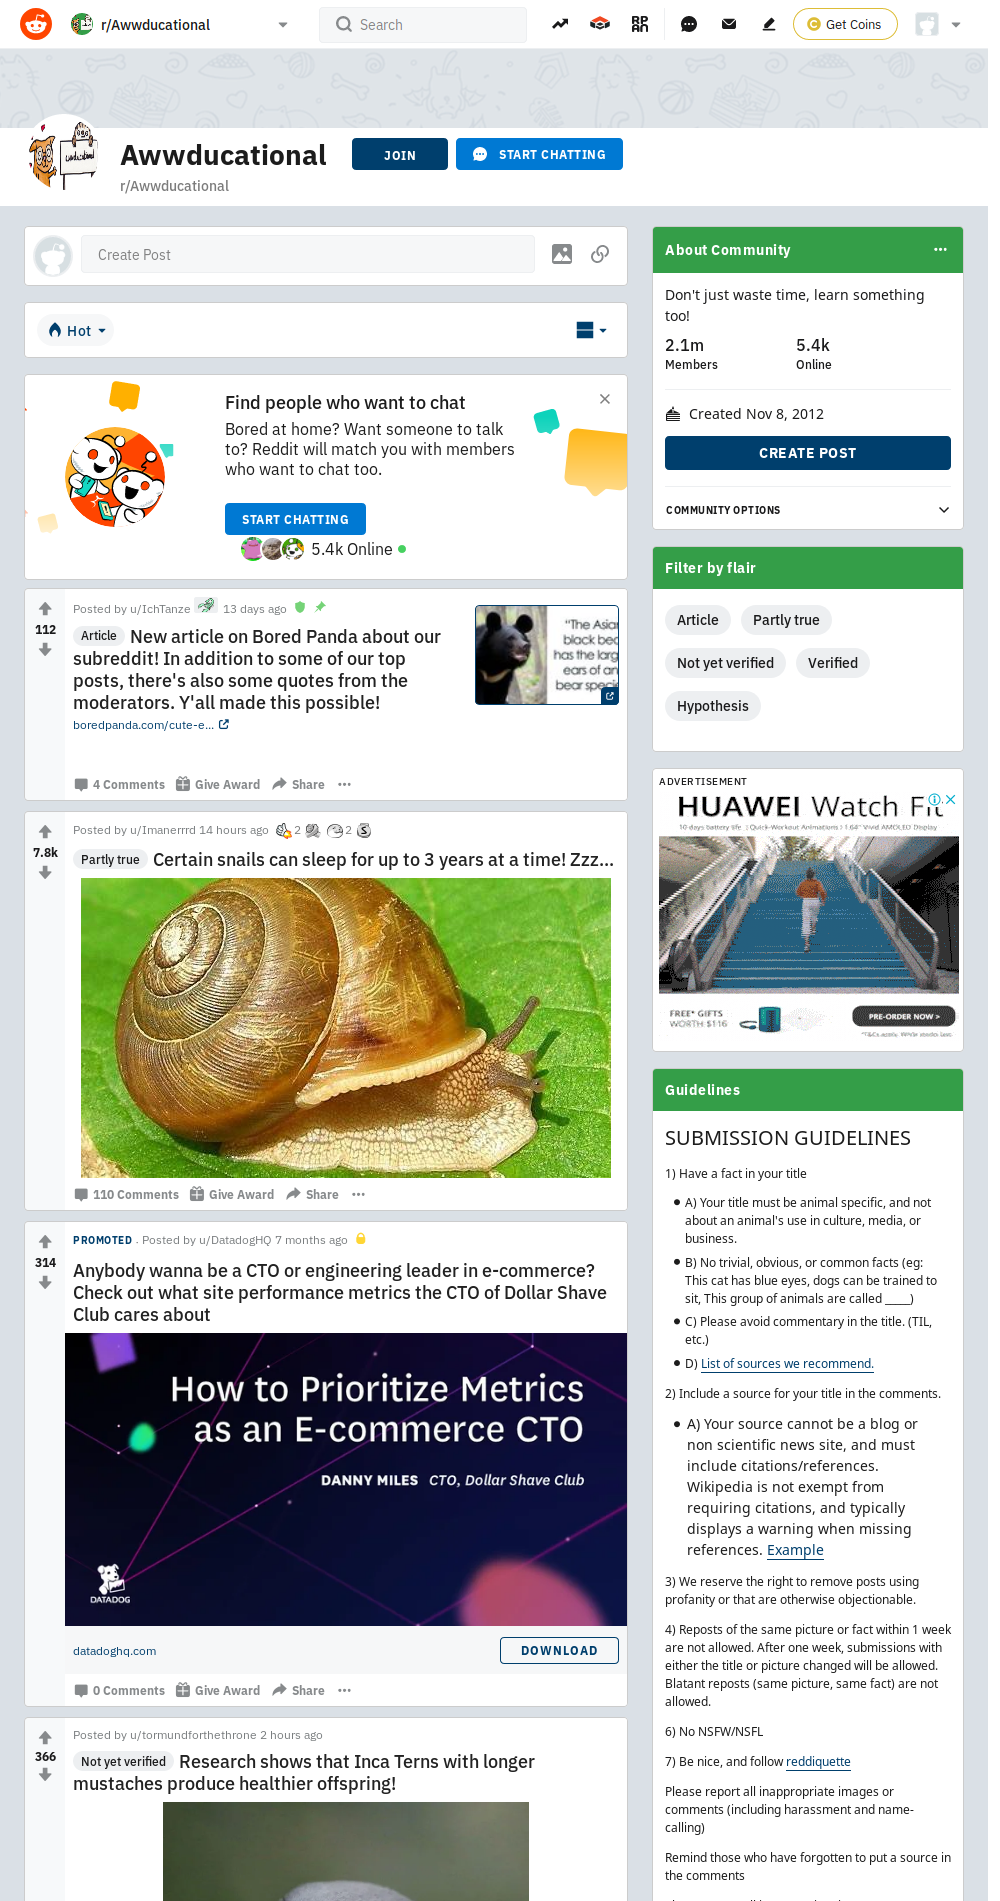 r/Awwducational
Search
Get Coins
Awwducational
JOIN
START CHATTING
r/Awwducational
Create Post
Hot
Find people who want to chat
Bored at home? Want someone to talk
to? Reddit will match you with members
who want to chat too.
START CHATTING
5.4k Online
112
Posted by u/IchTanze 13 days ago
Article New article on Bored Panda about our
subreddit! In addition to some of our top
posts, there's also some quotes from the
moderators. Y'all made this possible!
boredpanda.com/cute-e...
"The Asian
black bea
has the larg
ears of an
bear speci
4 Comments Give Award Share
7.8k
Posted by u/Imanerrrd 14 hours ago 2 2
Partly true Certain snails can sleep for up to 3 years at a time! Zzz...
110 Comments Give Award Share
314
PROMOTED · Posted by u/DatadogHQ 7 months ago
Anybody wanna be a CTO or engineering leader in e-commerce?
Check out what site performance metrics the CTO of Dollar Shave
Club cares about
How to Prioritize Metrics
as an E-commerce CTO
DANNY MILES CTO, Dollar Shave Club
DATADOG
datadoghq.com
DOWNLOAD
0 Comments Give Award Share
366
Posted by u/tormundforthethrone 2 hours ago
Not yet verified Research shows that Inca Terns with longer
mustaches produce healthier offspring!
About Community
Don't just waste time, learn something
too!
2.1m 5.4k
Members Online
Created Nov 8, 2012
CREATE POST
COMMUNITY OPTIONS
Filter by flair
Article Partly true
Not yet verified Verified
Hypothesis
ADVERTISEMENT
HUAWEI Watch Fit
10 days battery life | Quick-Workout Animations | 1.64" Vivid AMOLED Display
FREE* GIFTS
WORTH $116
PRE-ORDER NOW >
*T&Cs apply. While stocks last.
Guidelines
SUBMISSION GUIDELINES
1) Have a fact in your title
A) Your title must be animal specific, and not
about an animal's use in culture, media, or
business.
B) No trivial, obvious, or common facts (eg:
This cat has blue eyes, dogs can be trained to
sit, This group of animals are called _____)
C) Please avoid commentary in the title. (TIL,
etc.)
D) List of sources we recommend.
2) Include a source for your title in the comments.
A) Your source cannot be a blog or
non scientific news site, and must
include citations/references.
Wikipedia is not exempt from
requiring citations, and typically
displays a warning when missing
references. Example
3) We reserve the right to remove posts using
profanity or that are otherwise objectionable.
4) Reposts of the same picture or fact within 1 week
are not allowed. After one week, submissions with
either the title or picture changed will be allowed.
Blatant reposts (same picture, same fact) are not
allowed.
6) No NSFW/NSFL
7) Be nice, and follow reddiquette
Please report all inappropriate images or
comments (including harassment and name-
calling)
Remind those who have forgotten to put a source in
the comments